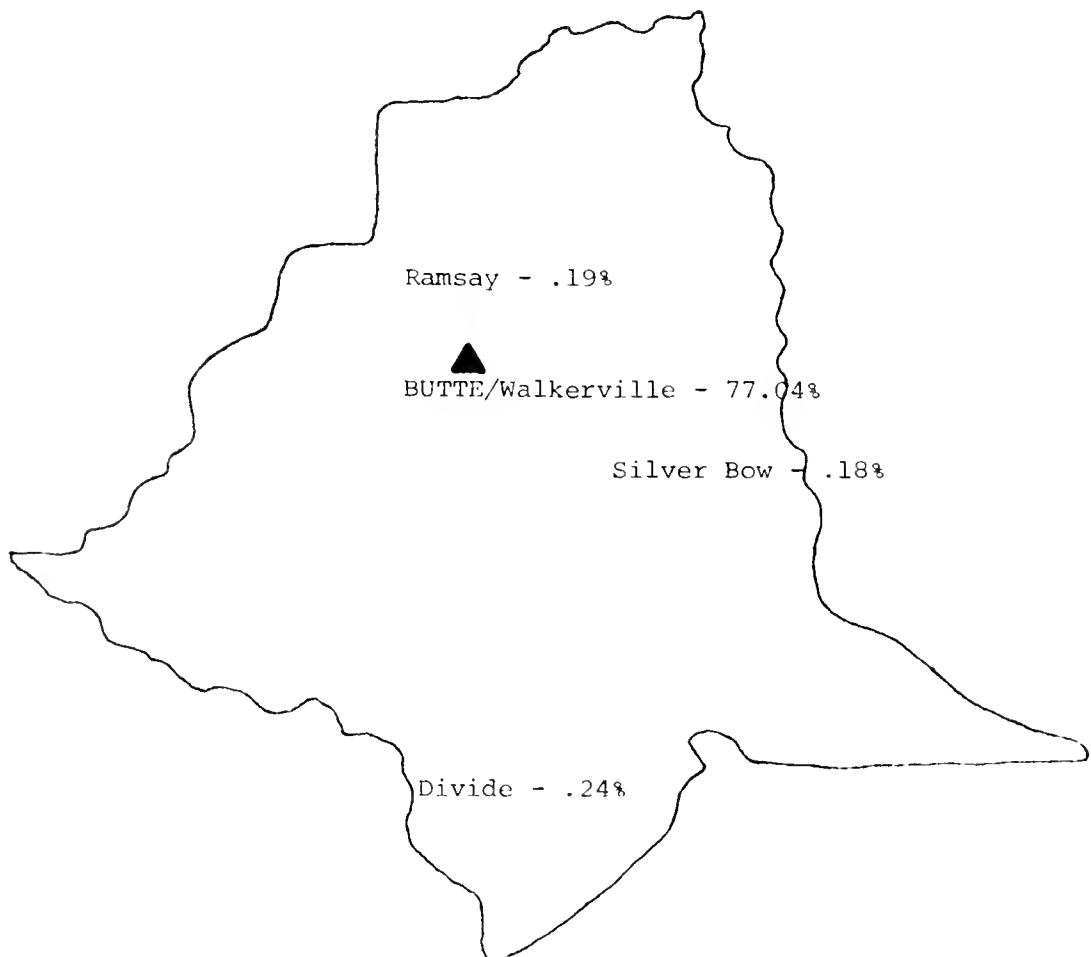 Ramsay - .19%
BUTTE/Walkerville - 77.04%
Silver Bow - .18%
Divide - .24%